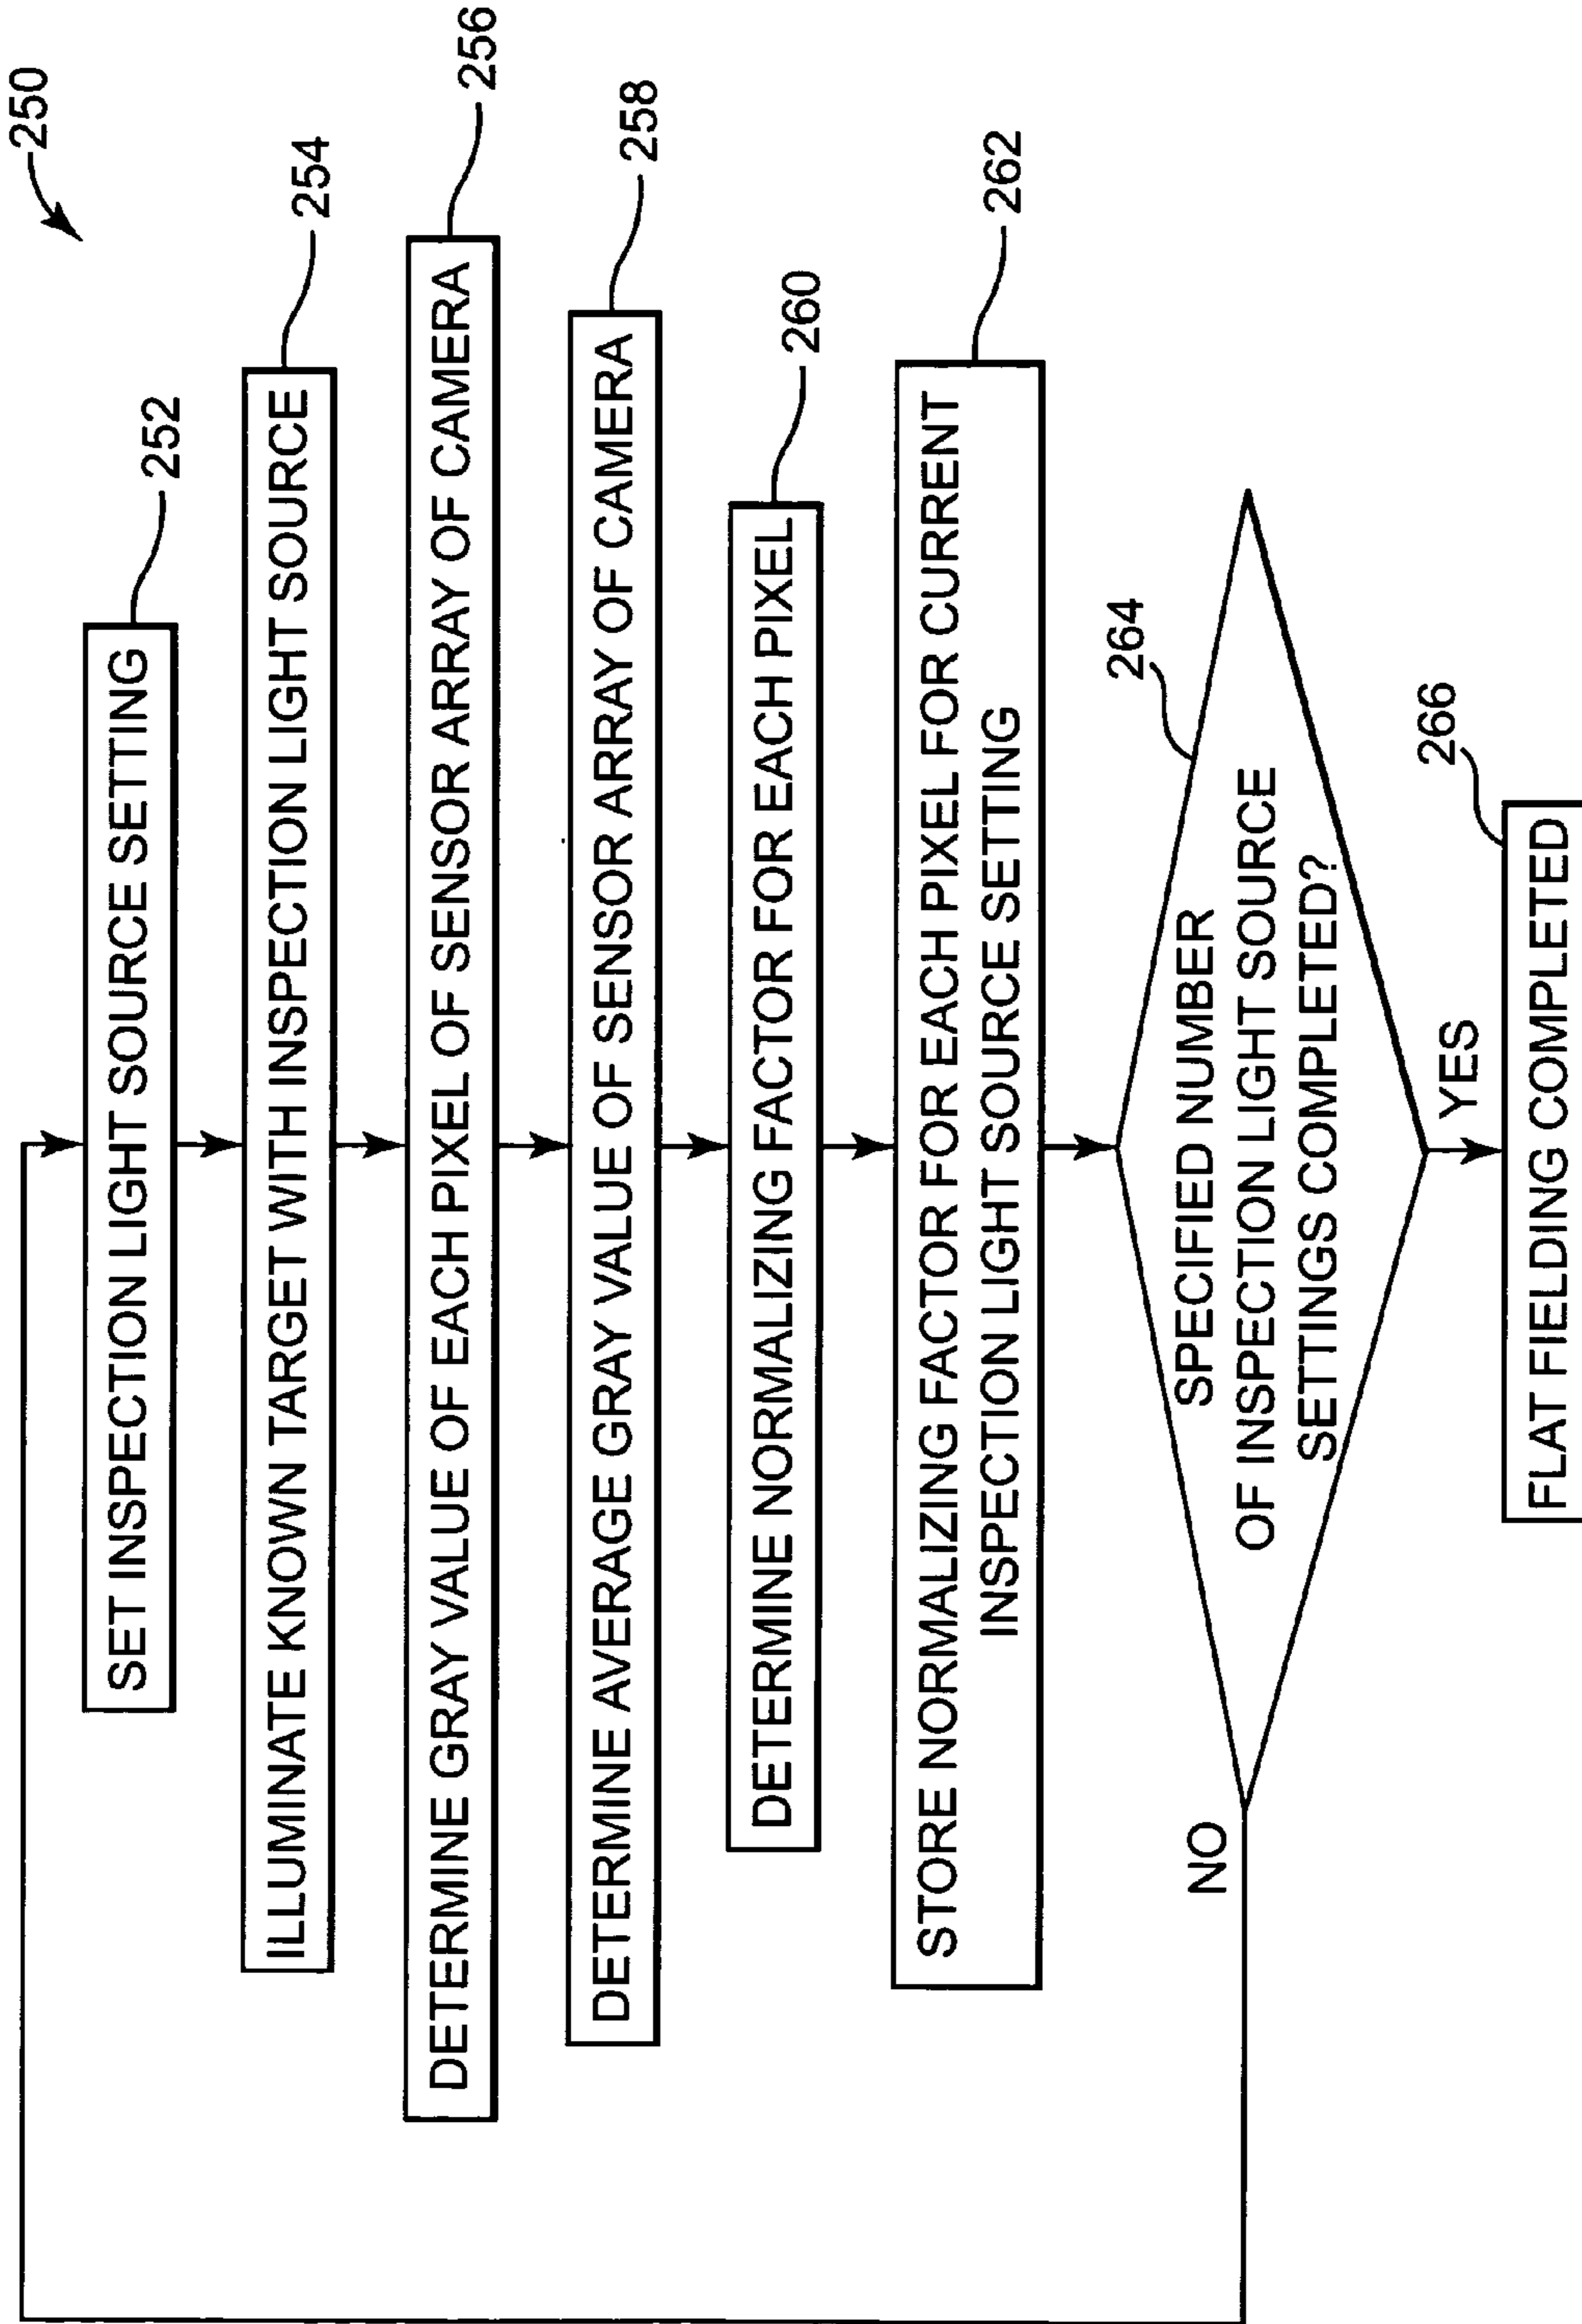 250
SET INSPECTION LIGHT SOURCE SETTING
252
ILLUMINATE KNOWN TARGET WITH INSPECTION LIGHT SOURCE
254
DETERMINE GRAY VALUE OF EACH PIXEL OF SENSOR ARRAY OF CAMERA
256
DETERMINE AVERAGE GRAY VALUE OF SENSOR ARRAY OF CAMERA
258
DETERMINE NORMALIZING FACTOR FOR EACH PIXEL
260
STORE NORMALIZING FACTOR FOR EACH PIXEL FOR CURRENT
INSPECTION LIGHT SOURCE SETTING
262
SPECIFIED NUMBER
OF INSPECTION LIGHT SOURCE
SETTINGS COMPLETED?
264
NO
YES
FLAT FIELDING COMPLETED
266